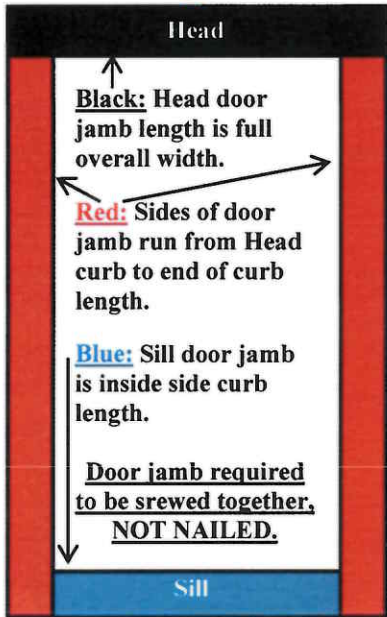 Head
Black: Head door
jamb length is full
overall width.
Red: Sides of door
jamb run from Head
curb to end of curb
length.
Blue: Sill door jamb
is inside side curb
length.
Door jamb required
to be srewed together,
NOT NAILED.
Sill